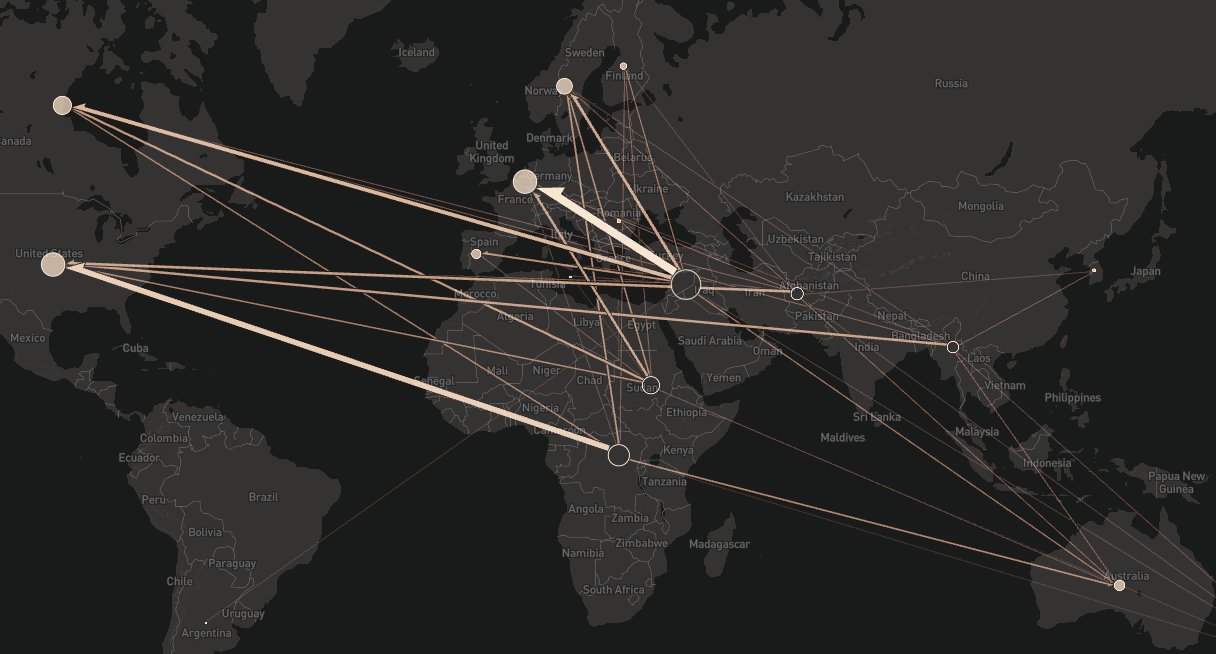 Iceland
Sweden
Finland
Norway
Russia
Canada
Denmark
United
Kingdom
Belarus
Germany
Ukraine
France
Kazakhstan
Mongolia
Romania
Italy
Spain
Uzbekistan
United States
Greece
Turkey
Tajikistan
Japan
China
Tunisia
Morocco
Iraq
Iran
Afghanistan
Algeria
Libya
Egypt
Pakistan
Nepal
Bangladesh
Mexico
Cuba
Saudi Arabia
Oman
India
Laos
Mali
Niger
Chad
Senegal
Sudan
Yemen
Vietnam
Philippines
Venezuela
Nigeria
Ethiopia
Sri Lanka
Colombia
Cameroon
Maldives
Malaysia
Ecuador
Kenya
Indonesia
Papua New
Guinea
Tanzania
Peru
Brazil
Angola
Zambia
Bolivia
Zimbabwe
Madagascar
Namibia
Paraguay
Chile
South Africa
Australia
Uruguay
Argentina